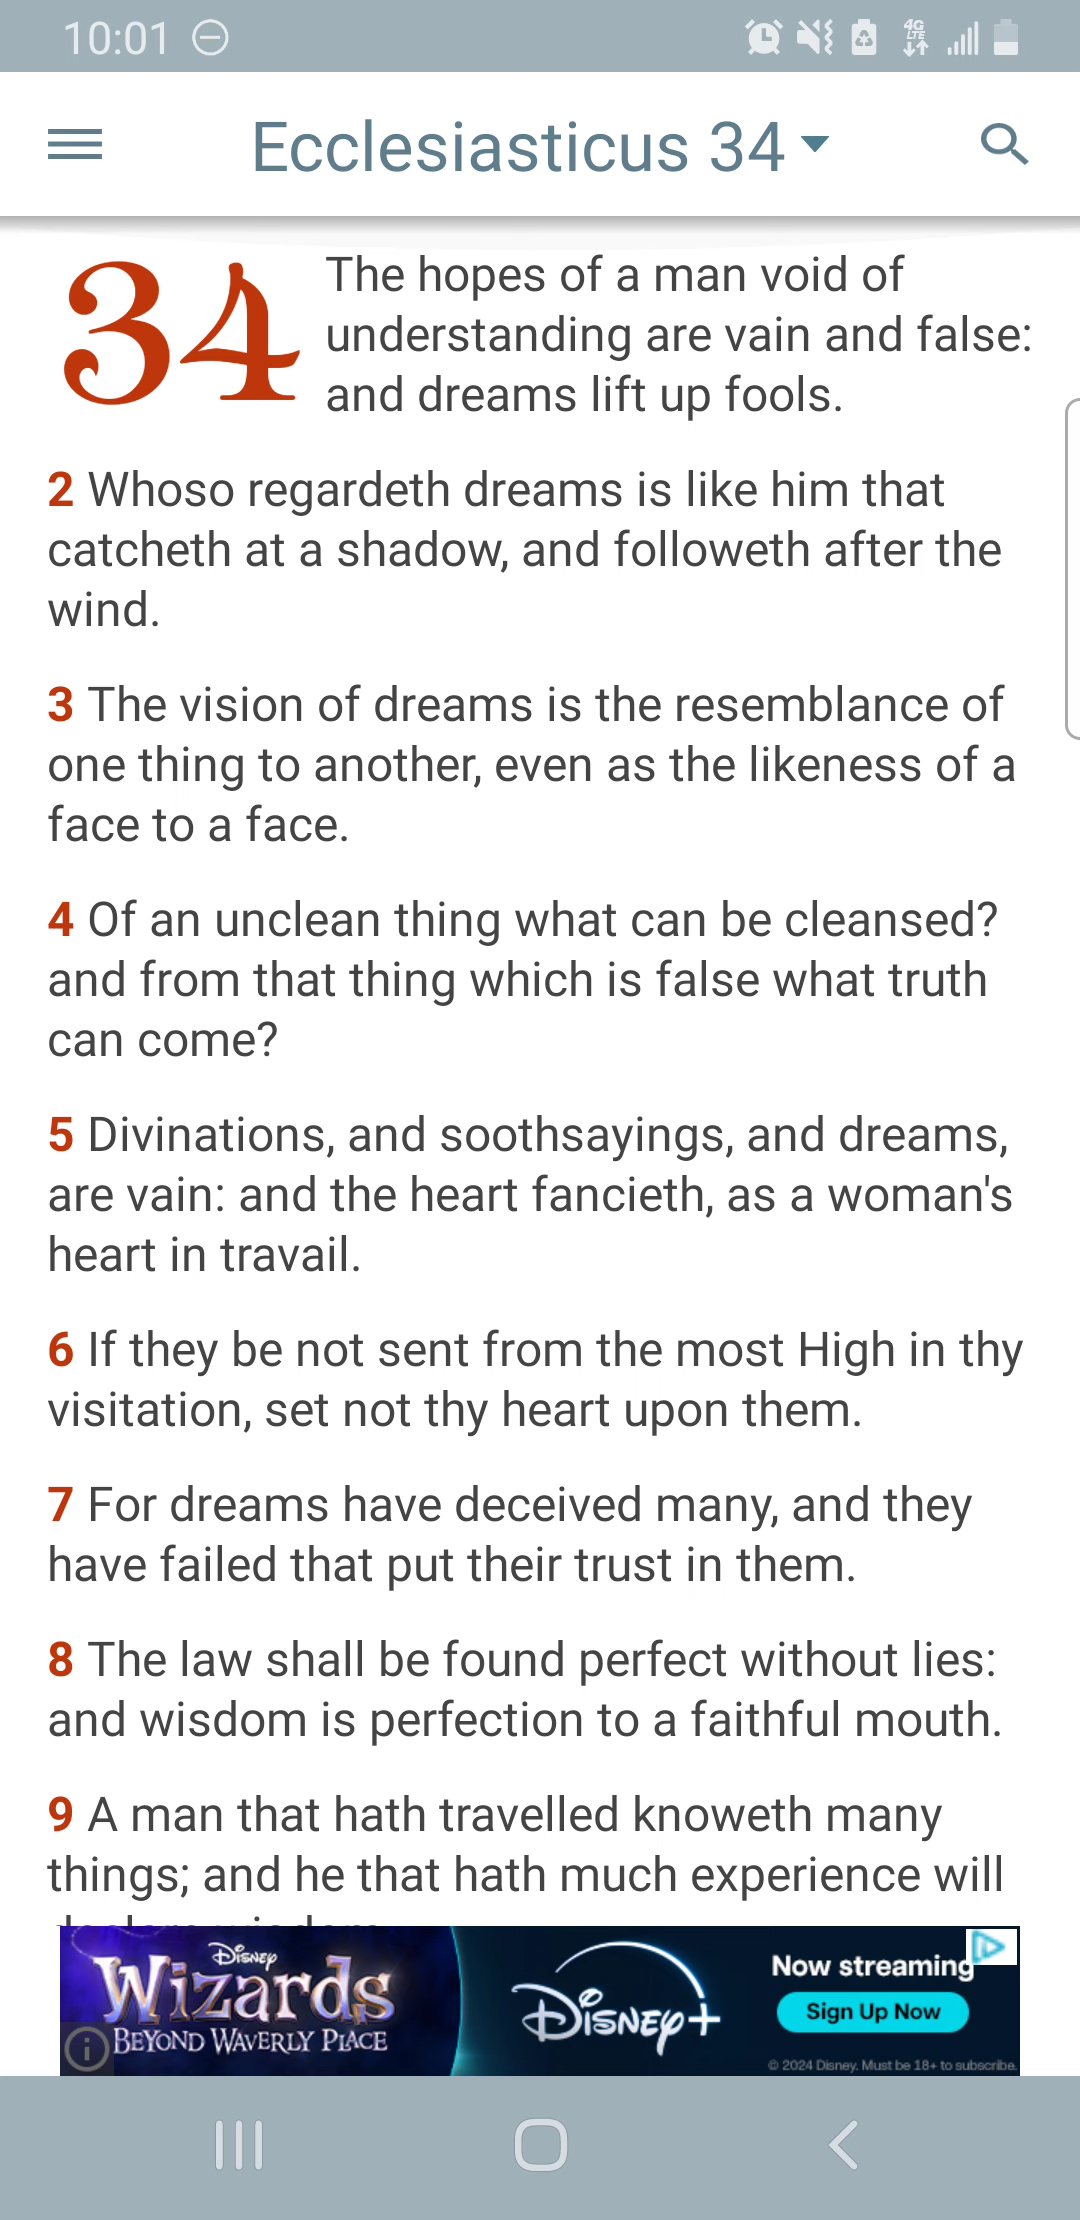 10:01
4G
LTE
Ecclesiasticus 34
34 The hopes of a man void of
understanding are vain and false:
and dreams lift up fools.
2 Whoso regardeth dreams is like him that
catcheth at a shadow, and followeth after the
wind.
3 The vision of dreams is the resemblance of
one thing to another, even as the likeness of a
face to a face.
4 Of an unclean thing what can be cleansed?
and from that thing which is false what truth
can come?
5 Divinations, and soothsayings, and dreams,
are vain: and the heart fancieth, as a woman's
heart in travail.
6 If they be not sent from the most High in thy
visitation, set not thy heart upon them.
7 For dreams have deceived many, and they
have failed that put their trust in them.
8 The law shall be found perfect without lies:
and wisdom is perfection to a faithful mouth.
9 A man that hath travelled knoweth many
things; and he that hath much experience will
Disney
Wizards
BEYOND WAVERLY PLACE
Disney+
Now streaming
Sign Up Now
© 2024 Disney. Must be 18+ to subscribe.